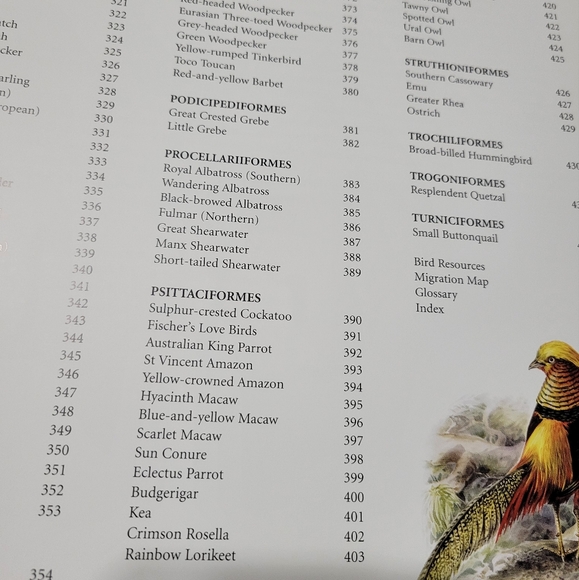 321
322
323
324
325
326
327
328
329
330
331
332
333
334
335
336
337
338
339
340
341
342
343
344
345
346
347
348
349
350
351
352
353
354
373
Red-headed Woodpecker 374
Eurasian Three-toed Woodpecker 375
Grey-headed Woodpecker 376
Green Woodpecker 377
Yellow-rumped Tinkerbird 378
Toco Toucan 379
Red-and-yellow Barbet 380
PODICIPEDIFORMES
Great Crested Grebe 381
Little Grebe 382
PROCELLARIIFORMES
Royal Albatross (Southern) 383
Wandering Albatross 384
Black-browed Albatross 385
Fulmar (Northern) 386
Great Shearwater 387
Manx Shearwater 388
Short-tailed Shearwater 389
PSITTACIFORMES
Sulphur-crested Cockatoo 390
Fischer's Love Birds 391
Australian King Parrot 392
St Vincent Amazon 393
Yellow-crowned Amazon 394
Hyacinth Macaw 395
Blue-and-yellow Macaw 396
Scarlet Macaw 397
Sun Conure 398
Eclectus Parrot 399
Budgerigar 400
Kea 401
Crimson Rosella 402
Rainbow Lorikeet 403
420
Owl 421
Tawny Owl 422
Spotted Owl 423
Ural Owl 424
Barn Owl 425
STRUTHIONIFORMES
Southern Cassowary 426
Emu 427
Greater Rhea 428
Ostrich 429
TROCHILIFORMES
Broad-billed Hummingbird 430
TROGONIFORMES
Resplendent Quetzal
TURNICIFORMES
Small Buttonquail
Bird Resources
Migration Map
Glossary
Index